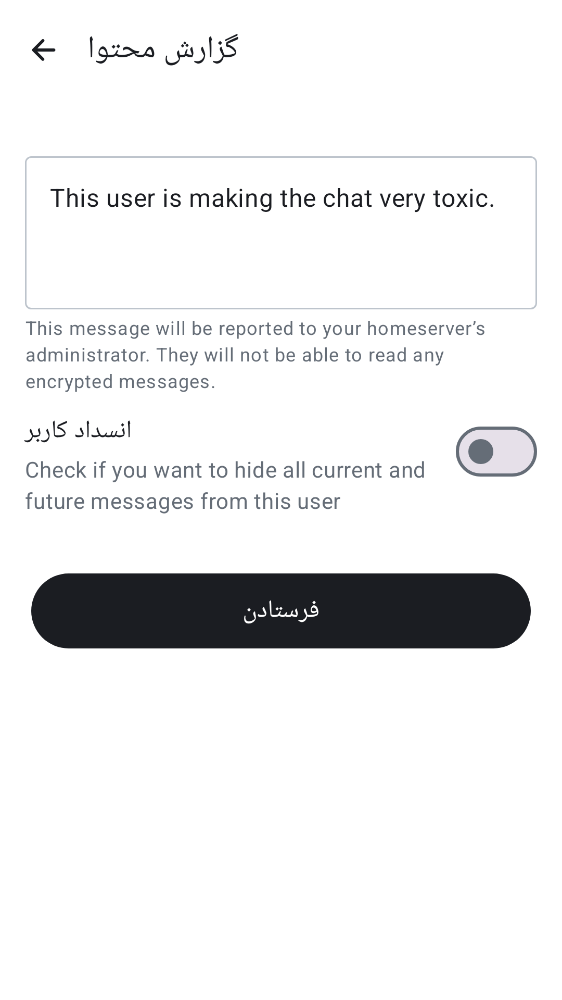 گزارش محتوا
This user is making the chat very toxic.
This message will be reported to your homeserver’s
administrator. They will not be able to read any
encrypted messages.
انسداد کاربر
Check if you want to hide all current and
future messages from this user
فرستادن